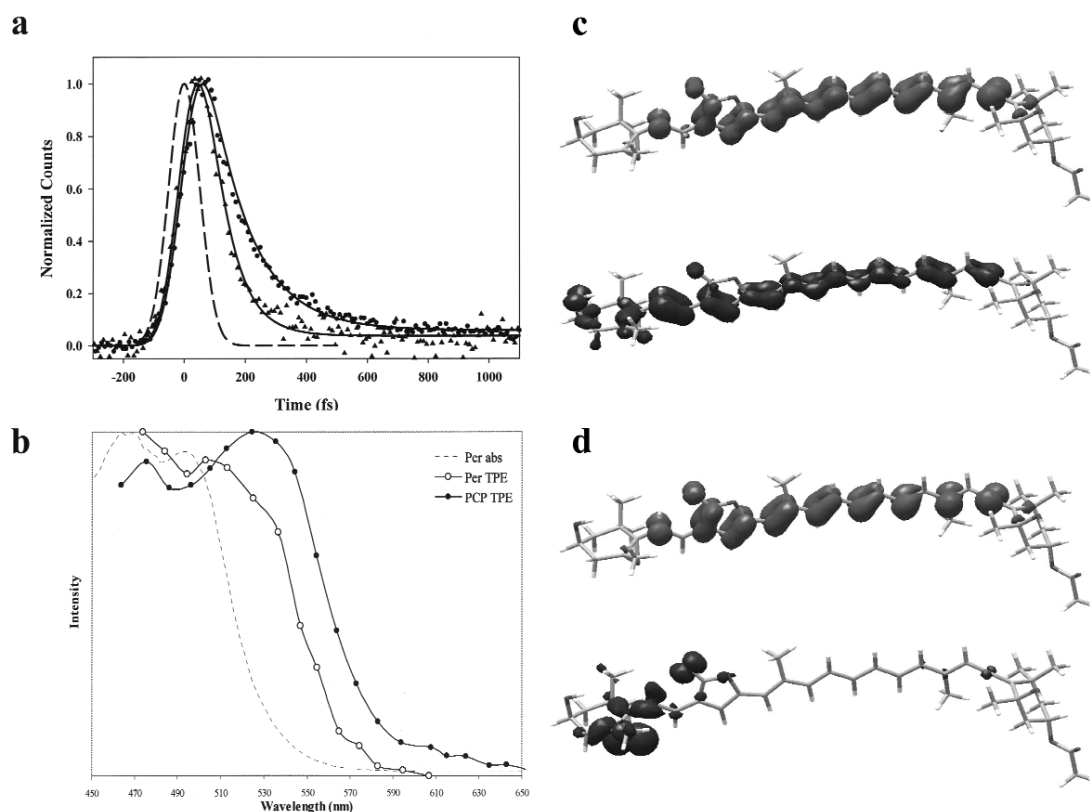 a
1.0
0.8
0.6
0.4
0.2
0.0
Normalized Counts
-200 0 200 400 600 800 1000
Time (fs)
b
Per abs
Per TPE
PCP TPE
Intensity
450 470 490 510 530 550 570 590 610 630 650
Wavelength (nm)
c
d